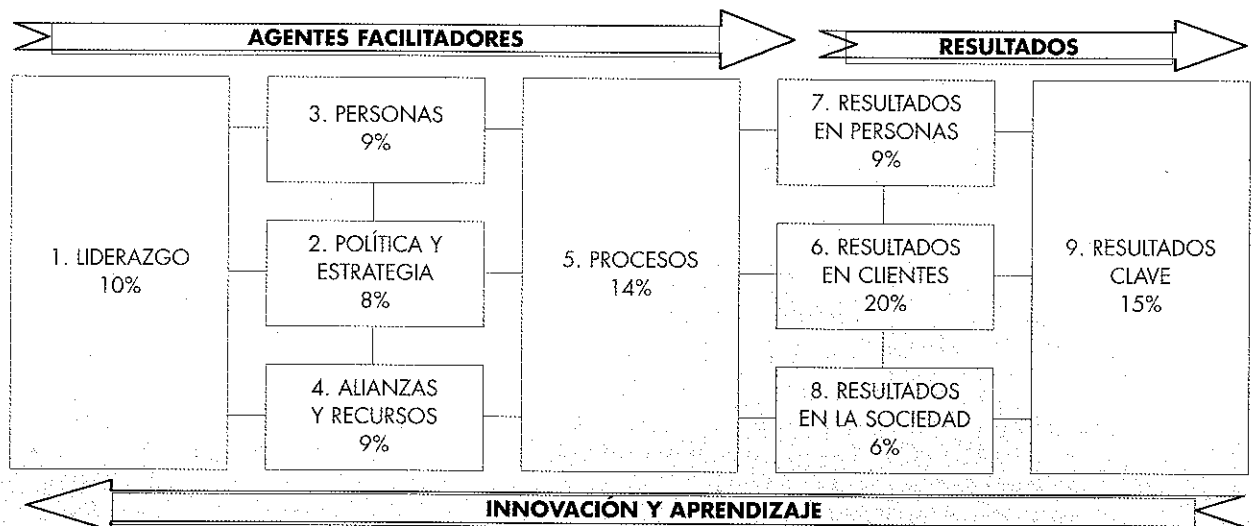 AGENTES FACILITADORES
RESULTADOS
1. LIDERAZGO
10%
3. PERSONAS
9%
2. POLÍTICA Y
ESTRATEGIA
8%
4. ALIANZAS
Y RECURSOS
9%
5. PROCESOS
14%
7. RESULTADOS
EN PERSONAS
9%
6. RESULTADOS
EN CLIENTES
20%
8. RESULTADOS
EN LA SOCIEDAD
6%
9. RESULTADOS
CLAVE
15%
INNOVACIÓN Y APRENDIZAJE